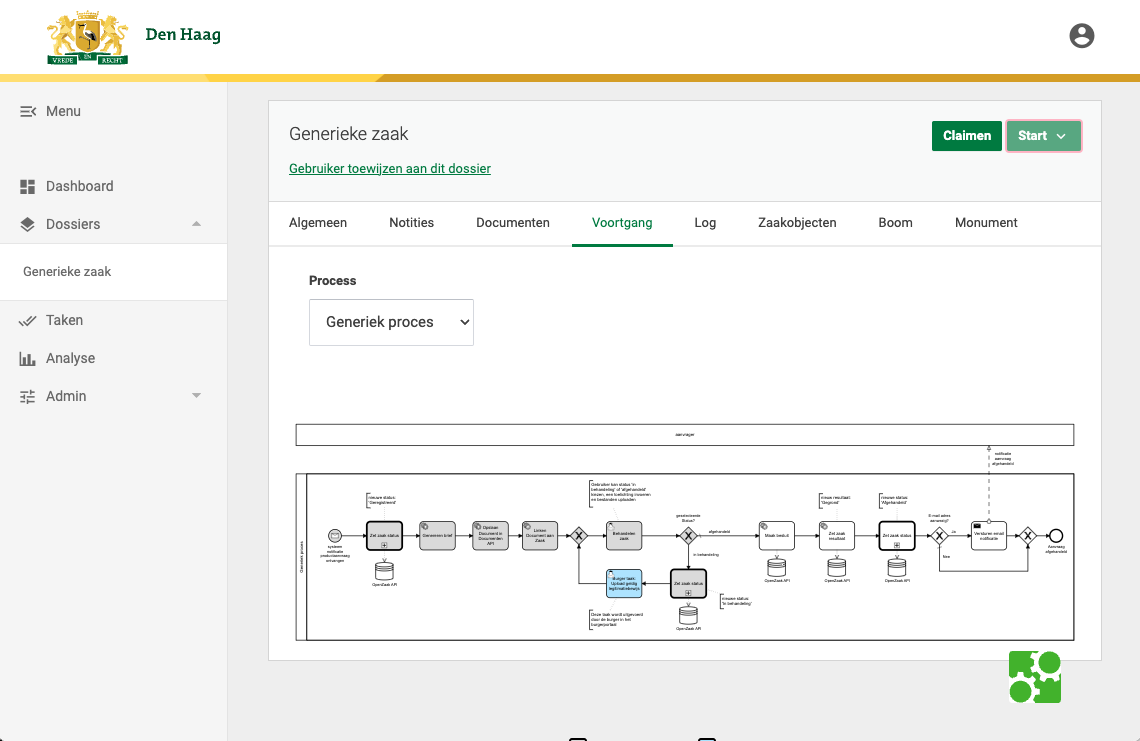 Den Haag
VREDE EN RECHT
Menu
Dashboard
Dossiers
Generieke zaak
Taken
Analyse
Admin
Generieke zaak
Gebruiker toewijzen aan dit dossier
Claimen
Start
Algemeen
Notities
Documenten
Voortgang
Log
Zaakobjecten
Boom
Monument
Process
Generiek proces
aanvrager
notificatie
aanvraag
afgehandeld
Generiek proces
systeem
notificatie
productaanvraag
ontvangen
nieuwe status:
'Geregistreerd'
Zet zaak status
OpenZaak API
Genereren brief
Opslaan
Document in
Documenten
API
Linken
Document aan
Zaak
Gebruiker kan status 'in
behandeling' of 'afgehandeld'
kiezen, een toelichting invoeren
en bestanden uploaden
Behandelen
zaak
geselecteerde
Status?
afgehandeld
in behandeling
Burger taak:
Upload geldig
legitimatiebewijs
Deze taak wordt uitgevoerd
door de burger in het
burgerportaal
Zet zaak status
nieuwe status:
'In behandeling'
OpenZaak API
Maak besluit
OpenZaak API
nieuw resultaat:
Zet zaak
resultaat
OpenZaak API
nieuwe status:
'Afgehandeld'
Zet zaak status
OpenZaak API
E-mail adres
aanwezig?
Ja
Nee
Versturen email
notificatie
Aanvraag
afgehandeld